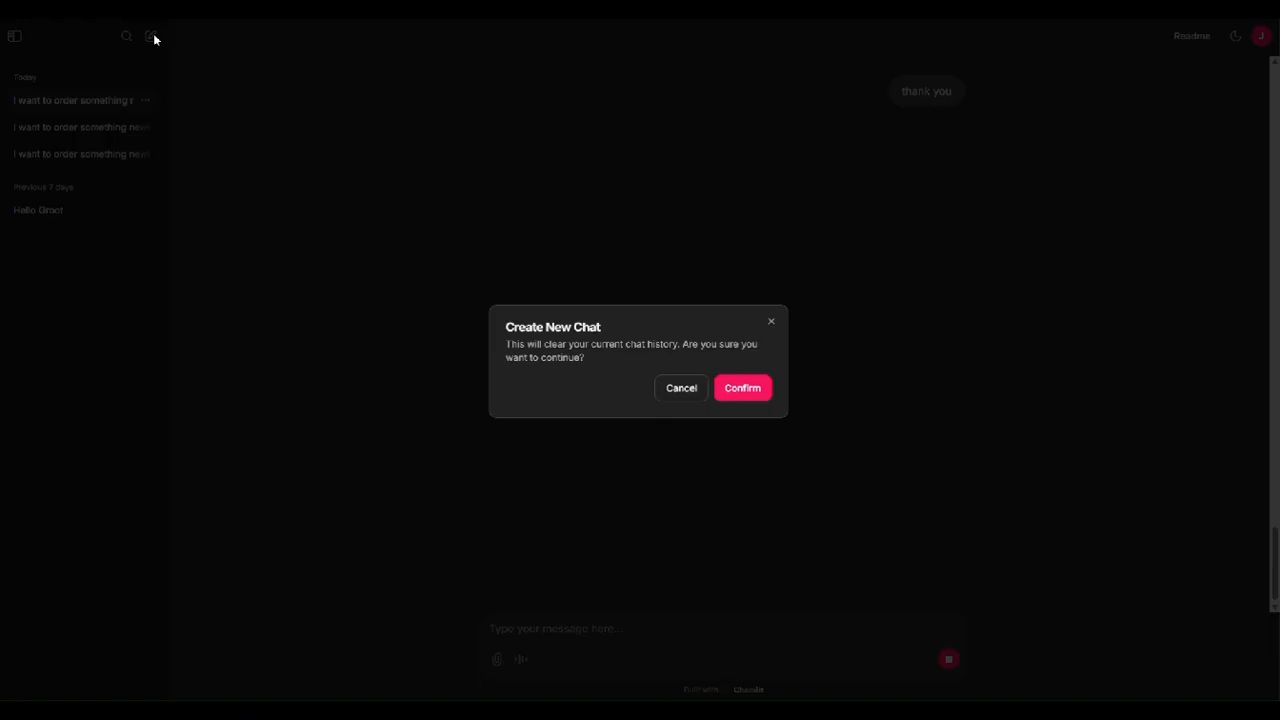 Readme
J
Today
I want to order something r
I want to order something new
I want to order something new
Previous 7 days
Hello Groot
thank you
Create New Chat
This will clear your current chat history. Are you sure you
want to continue?
Cancel
Confirm
Type your message here...
Built with
Chainlit